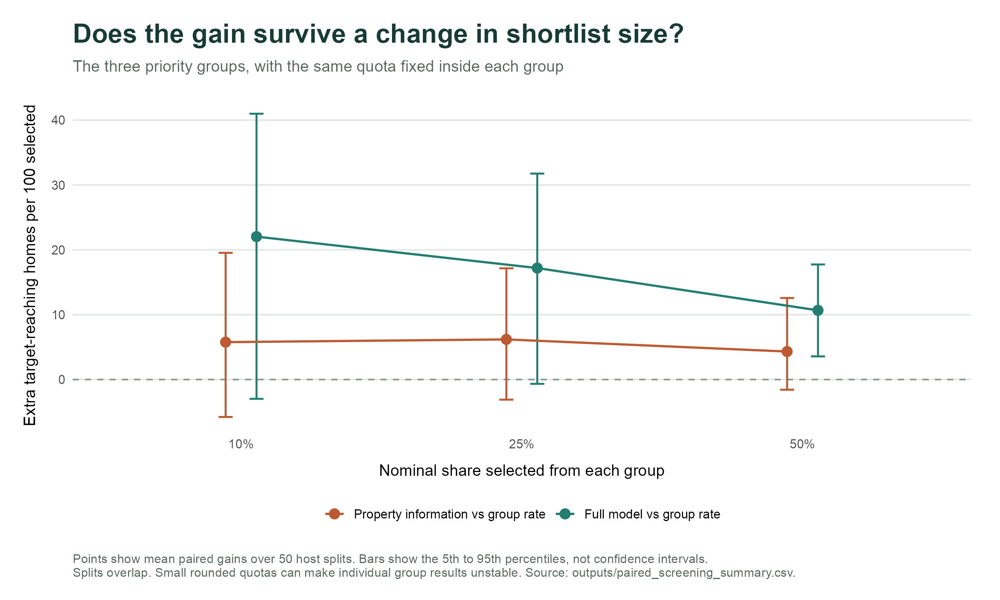 Does the gain survive a change in shortlist size?
The three priority groups, with the same quota fixed inside each group
Extra target-reaching homes per 100 selected
40
30
20
10
0
10%
25%
50%
Nominal share selected from each group
Property information vs group rate
Full model vs group rate
Points show mean paired gains over 50 host splits. Bars show the 5th to 95th percentiles, not confidence intervals.
Splits overlap. Small rounded quotas can make individual group results unstable. Source: outputs/paired_screening_summary.csv.